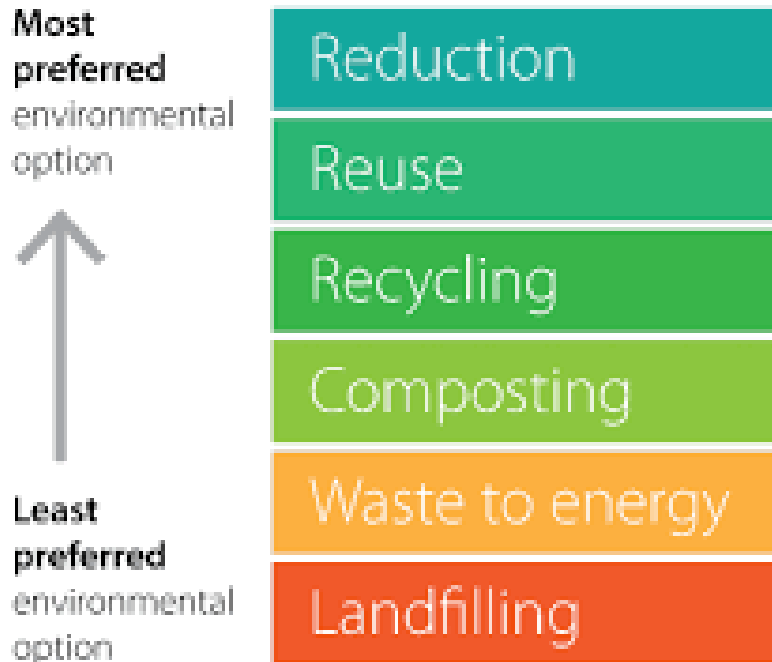 Most
preferred
environmental
option
Reduction
Reuse
Recycling
Composting
Waste to energy
Landfilling
Least
preferred
environmental
option